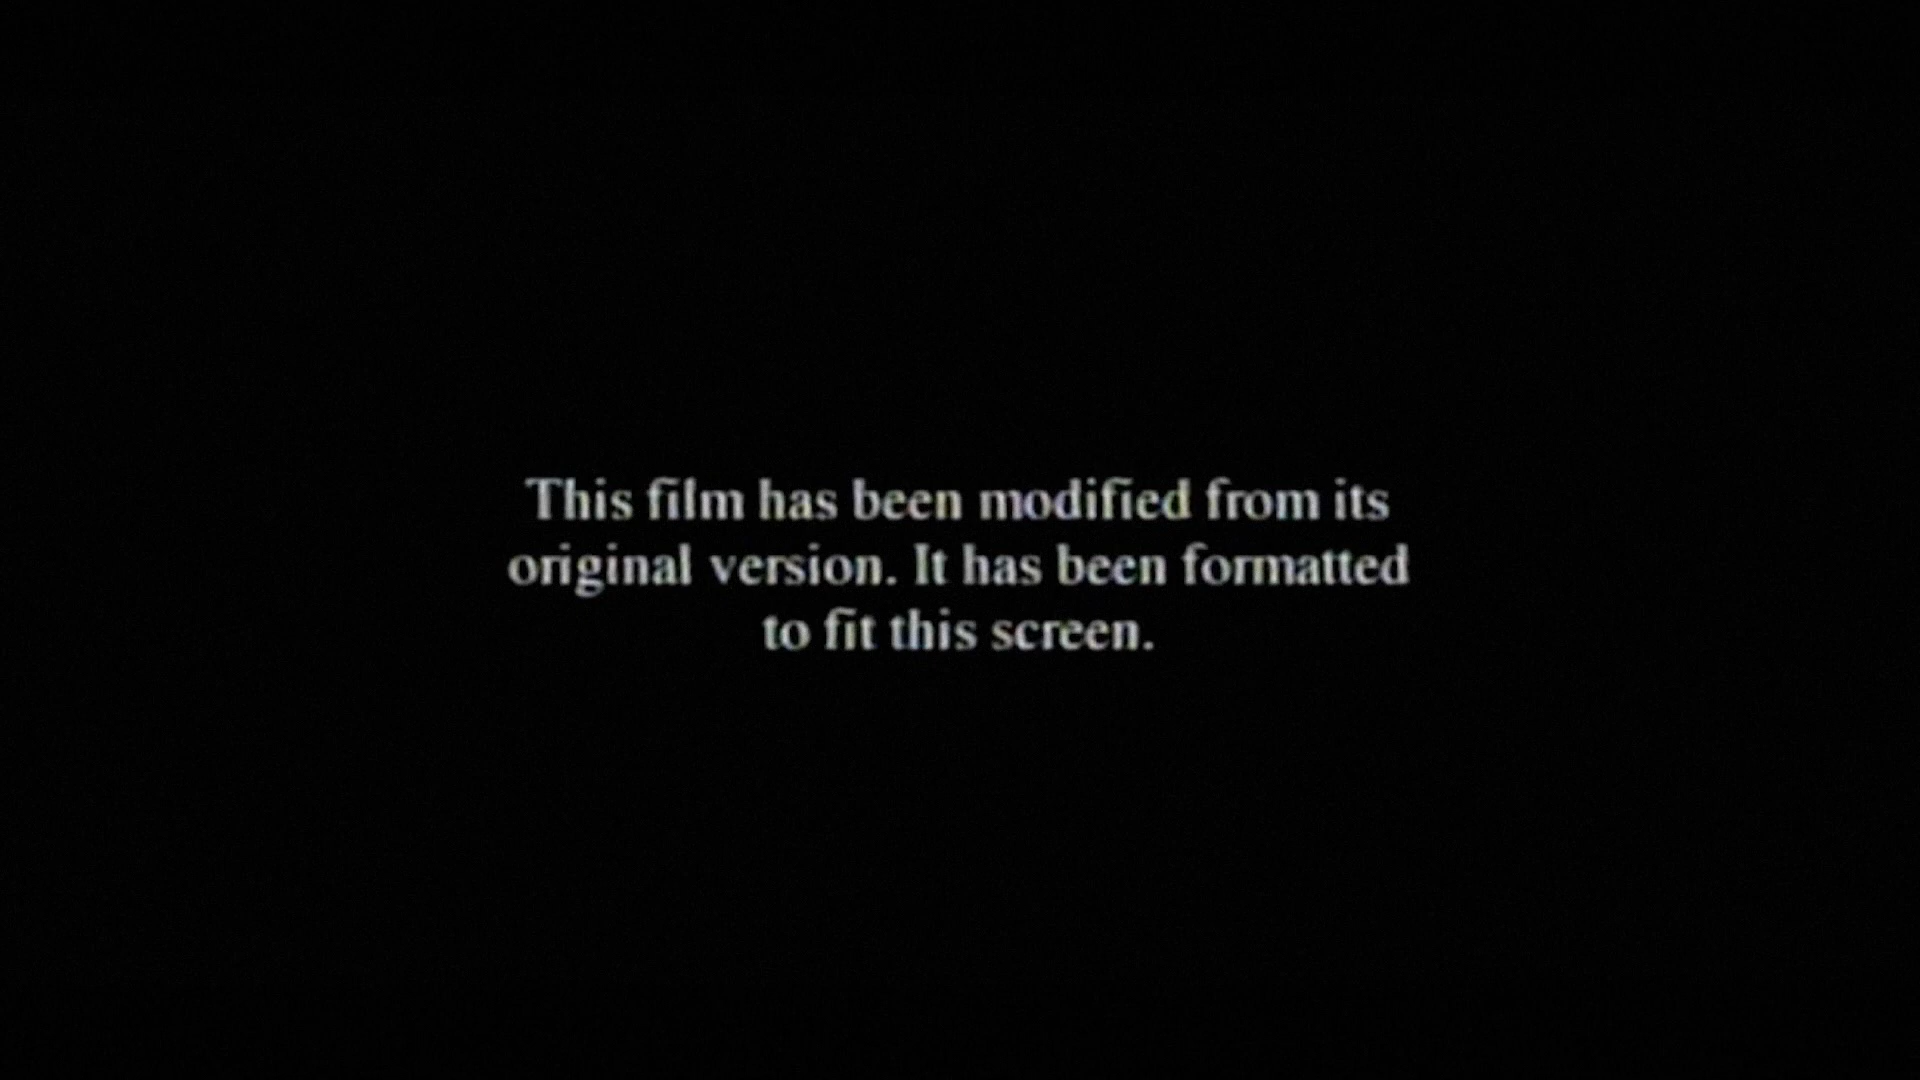 This film has been modified from its
original version. It has been formatted
to fit this screen.